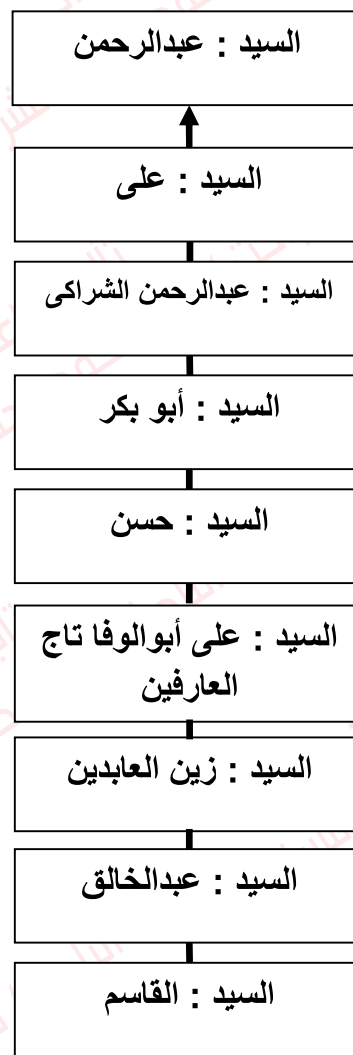 السيد : عبدالرحمن
السيد : على
السيد : عبدالرحمن الشراكى
السيد : أبو بكر
السيد : حسن
السيد : على أبوالوفا تاج
العارفين
السيد : زين العابدين
السيد : عبدالخالق
السيد : القاسم